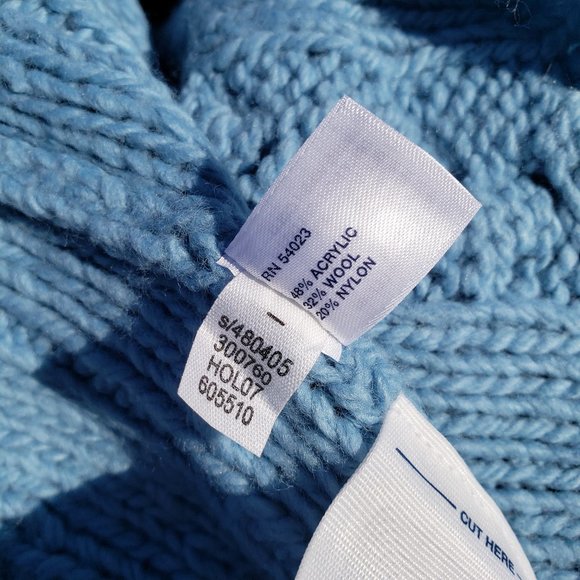 RN 54023
48% ACRYLIC
32% WOOL
20% NYLON
s/480405
300760
HOL07
605510
CUT HERE